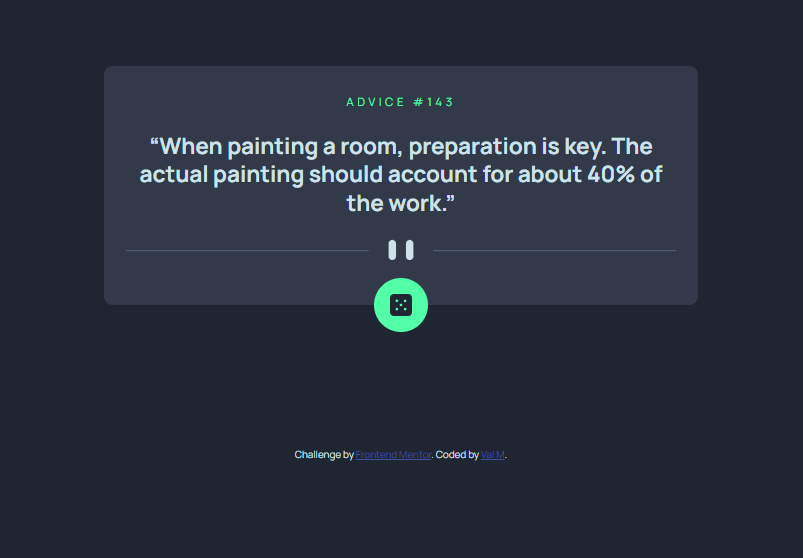 ADVICE #143
“When painting a room, preparation is key. The
actual painting should account for about 40% of
the work.”
Challenge by Frontend Mentor. Coded by Val M.